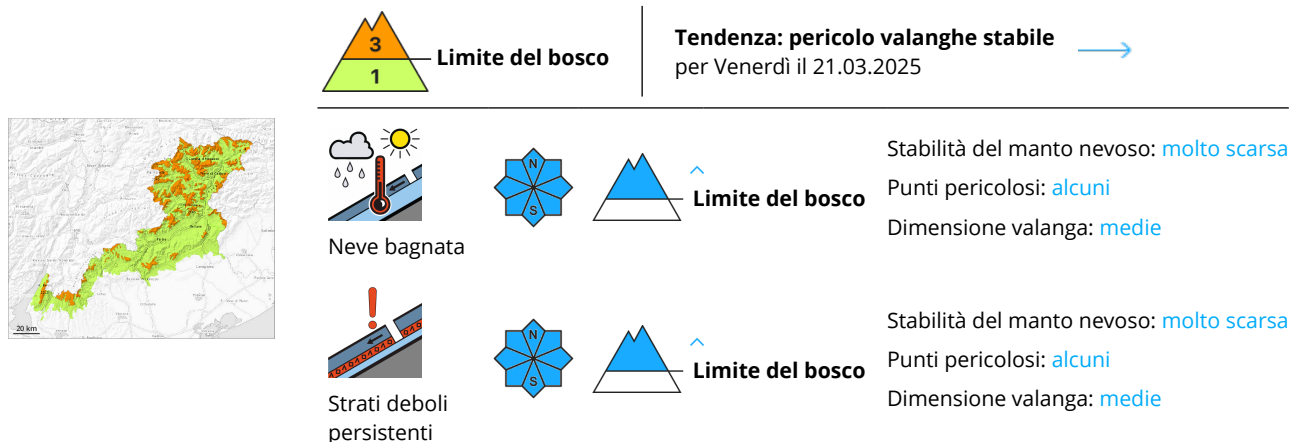 3
1
Limite del bosco
Tendenza: pericolo valanghe stabile
per Venerdì il 21.03.2025
20 km
Neve bagnata
N
S
Limite del bosco
Stabilità del manto nevoso: molto scarsa
Punti pericolosi: alcuni
Dimensione valanga: medie
Strati deboli
persistenti
N
S
Limite del bosco
Stabilità del manto nevoso: molto scarsa
Punti pericolosi: alcuni
Dimensione valanga: medie